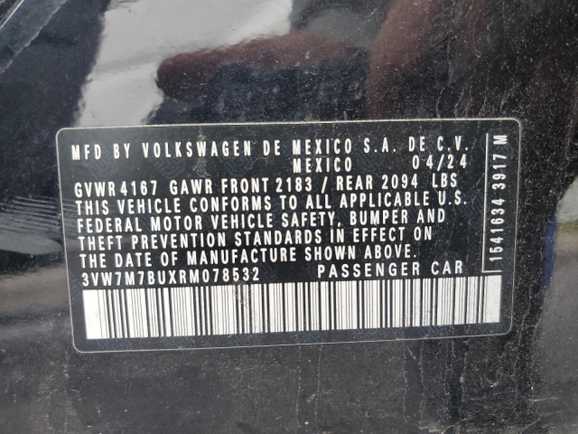 MFD BY VOLKSWAGEN DE MEXICO S.A. DE C.V.
MEXICO 04/24
GVWR 4167 GAWR FRONT 2183 / REAR 2094 LBS
THIS VEHICLE CONFORMS TO ALL APPLICABLE U.S.
FEDERAL MOTOR VEHICLE SAFETY, BUMPER AND
THEFT PREVENTION STANDARDS IN EFFECT ON
THE DATE OF MANUFACTURE SHOWN ABOVE.
3VW7M7BUXRM078532 PASSENGER CAR
1541634 3917 M